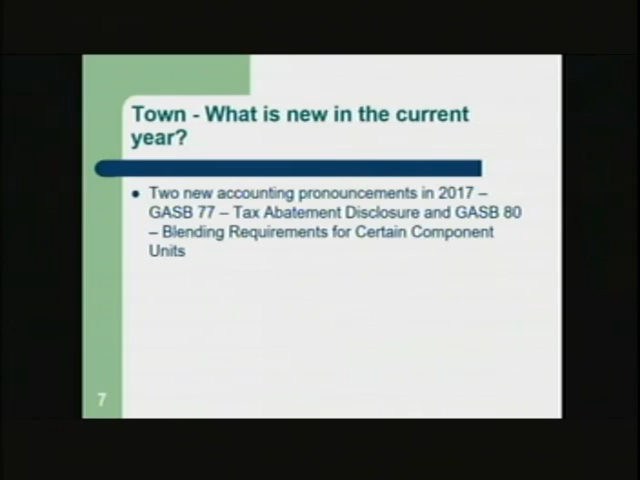 Town - What is new in the current
year?
• Two new accounting pronouncements in 2017 –
GASB 77 – Tax Abatement Disclosure and GASB 80
– Blending Requirements for Certain Component
Units
7